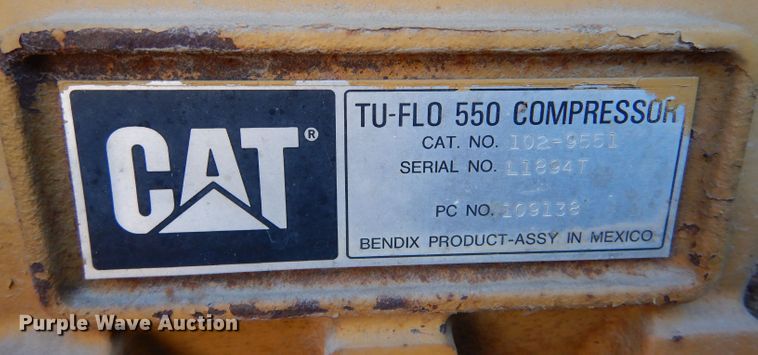 CAT®
TU-FLO 550 COMPRESSOR
CAT. NO. 102-9551
SERIAL NO. L1894T
PC NO. 109138
BENDIX PRODUCT-ASSY IN MEXICO
Purple Wave Auction